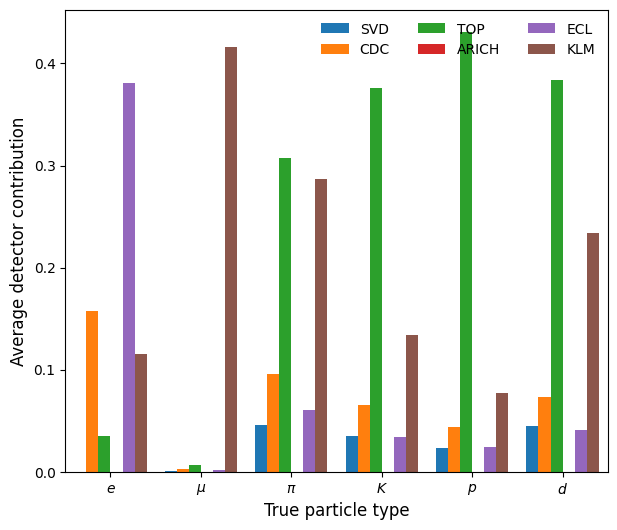 SVD TOP ECL
CDC ARICH KLM
0.4
0.3
0.2
0.1
0.0
Average detector contribution
e μ π K p d
True particle type